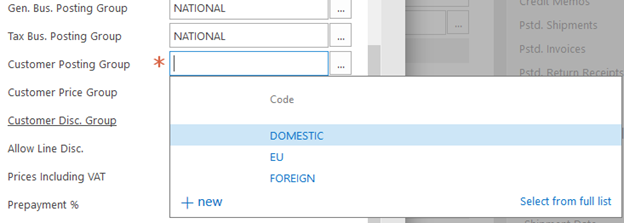 Gen. Bus. Posting Group NATIONAL ... Credit Memos
Tax Bus. Posting Group NATIONAL ... Pstd. Shipments
Customer Posting Group * ... Pstd. Invoices
Pstd. Return Receipts
Customer Price Group
Code
Customer Disc. Group
DOMESTIC
Allow Line Disc.
EU
Prices Including VAT
FOREIGN
Prepayment %
+ new Select from full list
Shipment Date